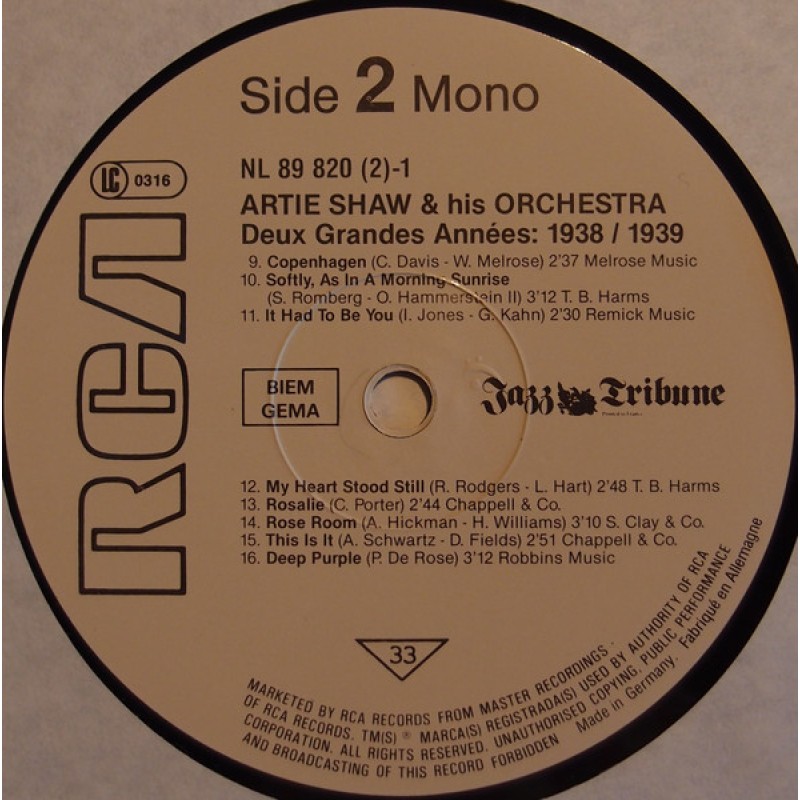 Side 2 Mono
NL 89 820 (2)-1
LC 0316
ARTIE SHAW & his ORCHESTRA
Deux Grandes Années: 1938 / 1939
9. Copenhagen (C. Davis - W. Melrose) 2'37 Melrose Music
10. Softly, As In A Morning Sunrise
(S. Romberg - O. Hammerstein II) 3'12 T. B. Harms
11. It Had To Be You (I. Jones - G. Kahn) 2'30 Remick Music
RCA
BIEM
GEMA
Jazz Tribune
12. My Heart Stood Still (R. Rodgers - L. Hart) 2'48 T. B. Harms
13. Rosalie (C. Porter) 2'44 Chappell & Co.
14. Rose Room (A. Hickman - H. Williams) 3'10 S. Clay & Co.
15. This Is It (A. Schwartz - D. Fields) 2'51 Chappell & Co.
16. Deep Purple (P. De Rose) 3'12 Robbins Music
33
MARKETED BY RCA RECORDS FROM MASTER RECORDINGS ·
OF RCA RECORDS. TM(S) ® MARCA(S) REGISTRADA(S) USED BY AUTHORITY OF RCA
CORPORATION. ALL RIGHTS RESERVED. UNAUTHORISED COPYING, PUBLIC PERFORMANCE
AND BROADCASTING OF THIS RECORD FORBIDDEN
Made in Germany. Fabriqué en Allemagne